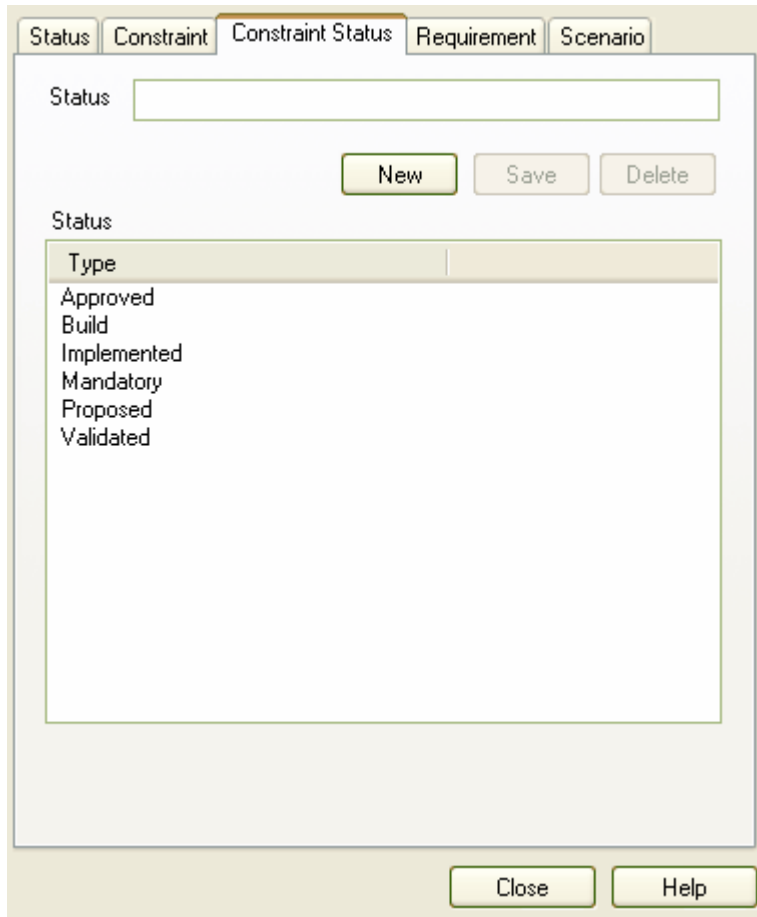 Status Constraint Constraint Status Requirement Scenario
Status
New Save Delete
Status
Type
Approved
Build
Implemented
Mandatory
Proposed
Validated
Close Help